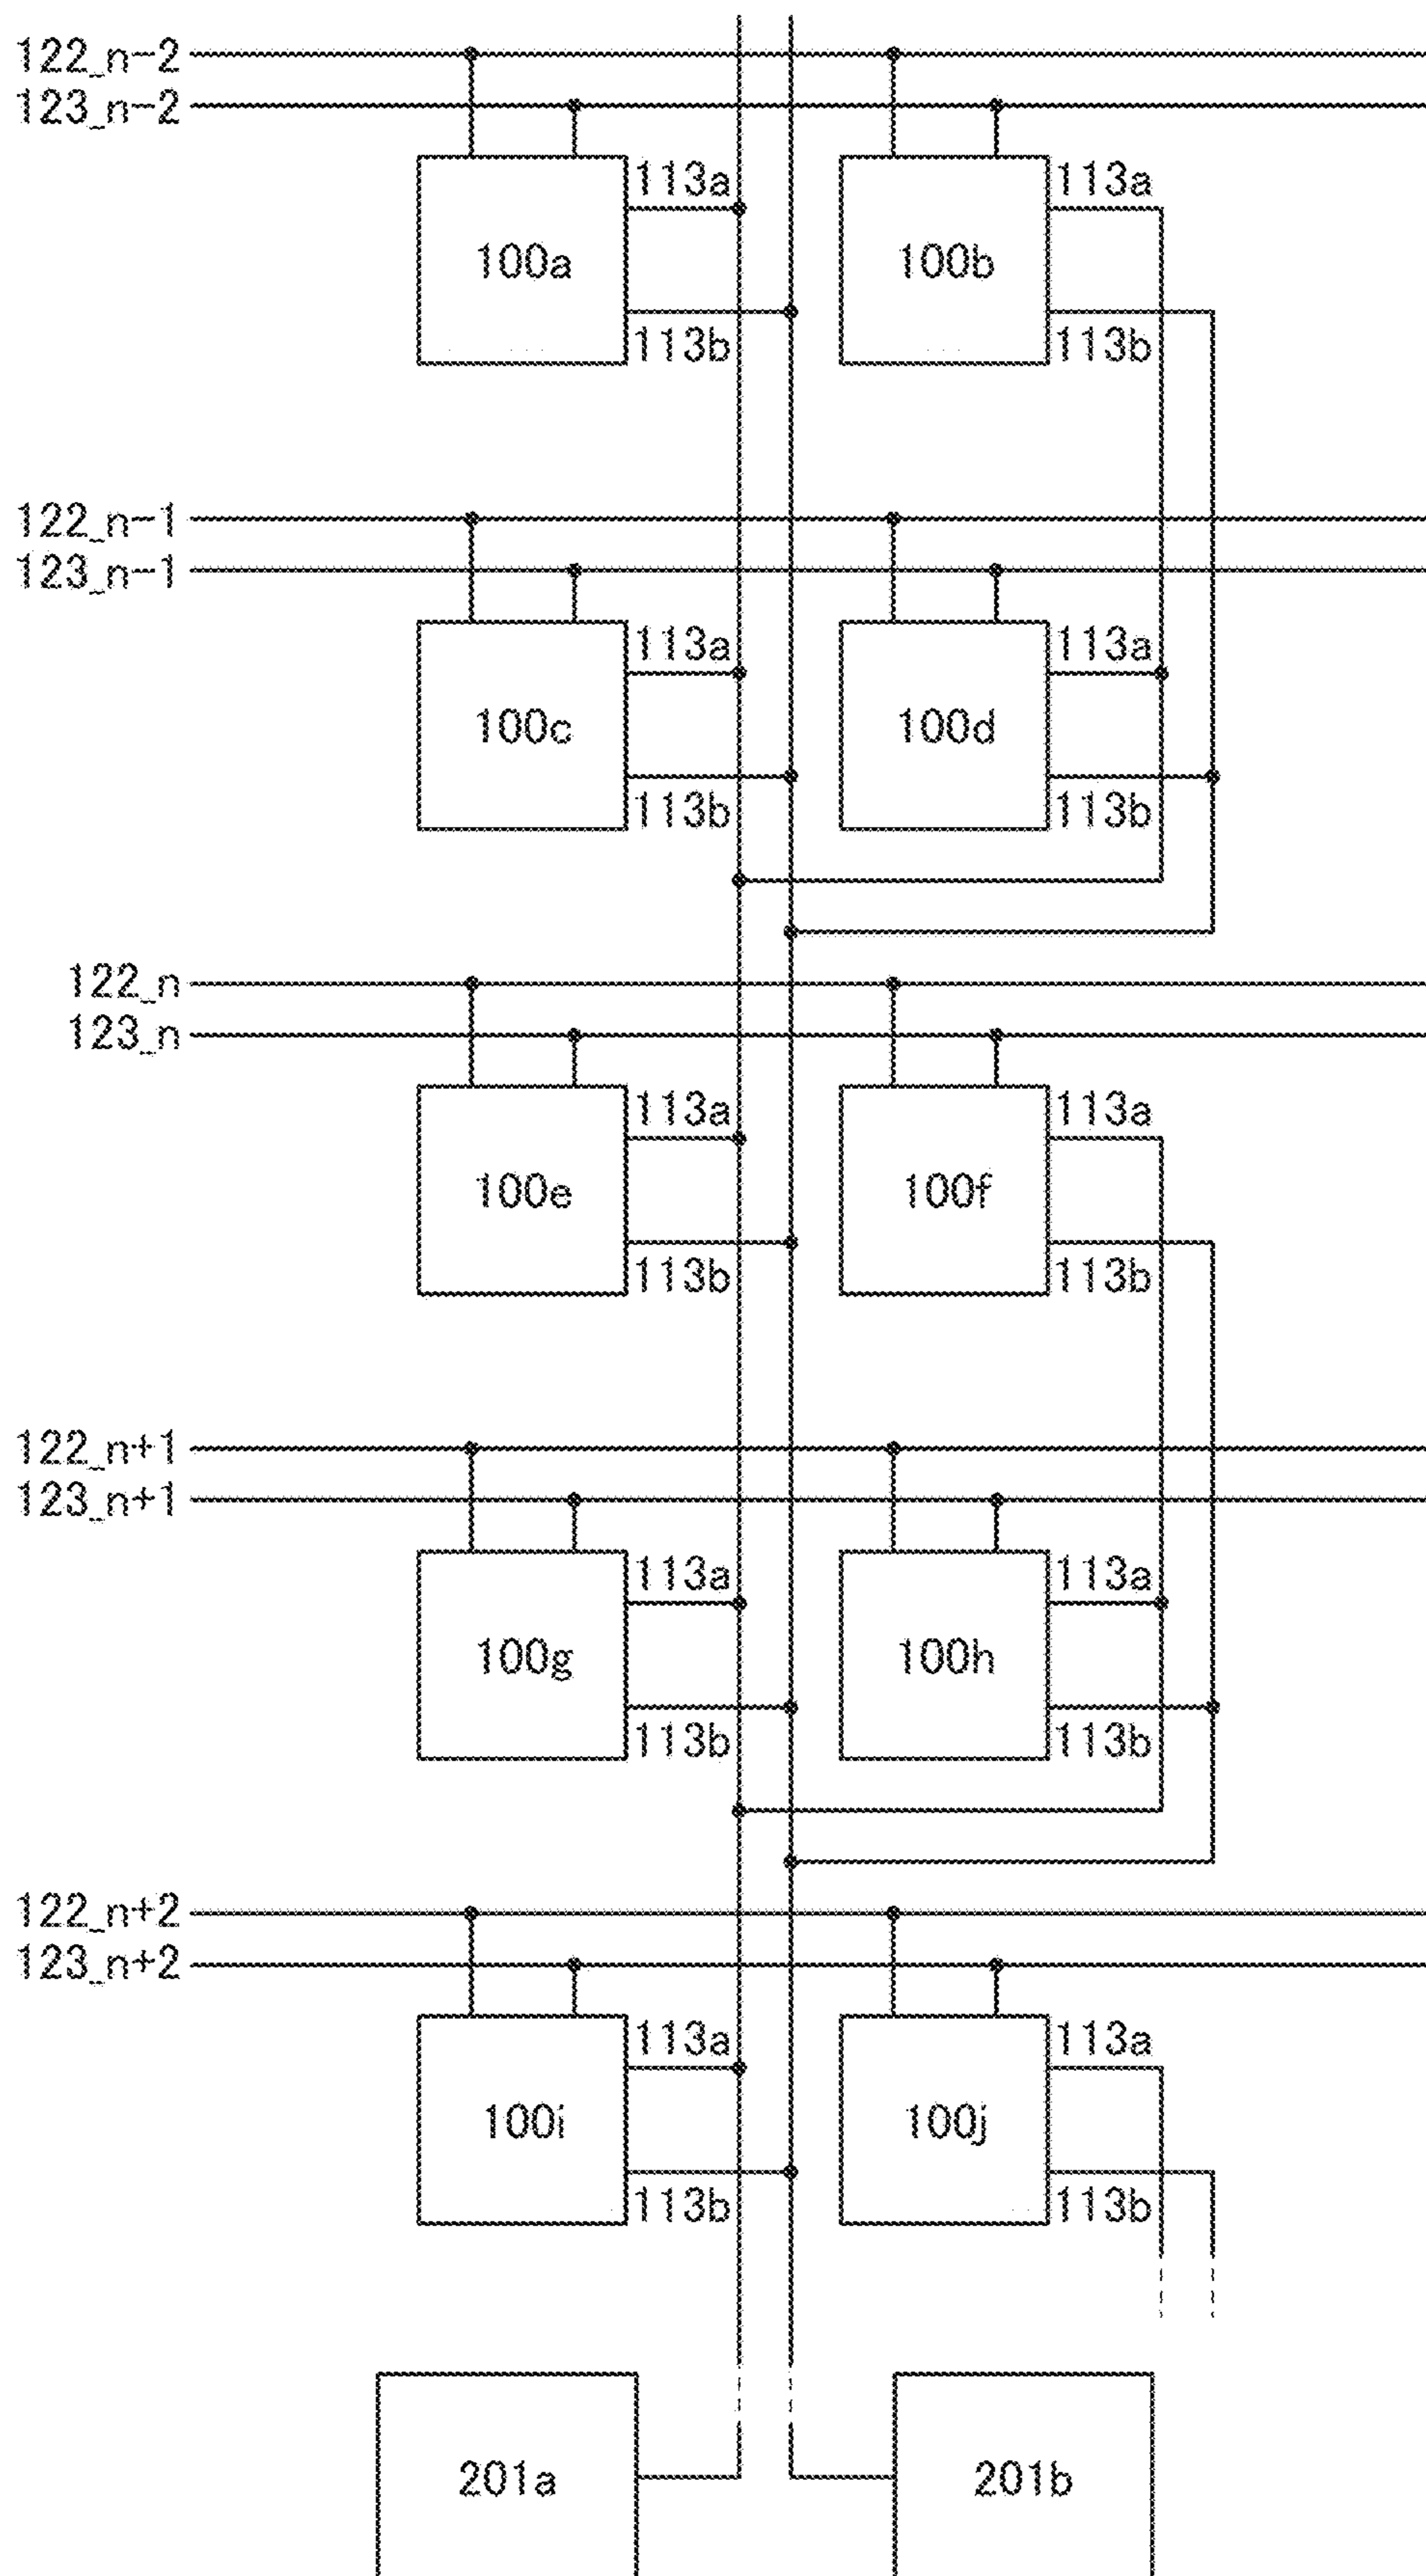 122_n-2
123_n-2
113a 113a
100a 100b
113b 113b
122_n-1
123_n-1
113a 113a
100c 100d
113b 113b
122_n
123_n
113a 113a
100e 100f
113b 113b
122_n+1
123_n+1
113a 113a
100g 100h
113b 113b
122_n+2
123_n+2
113a 113a
100i 100j
113b 113b
201a 201b